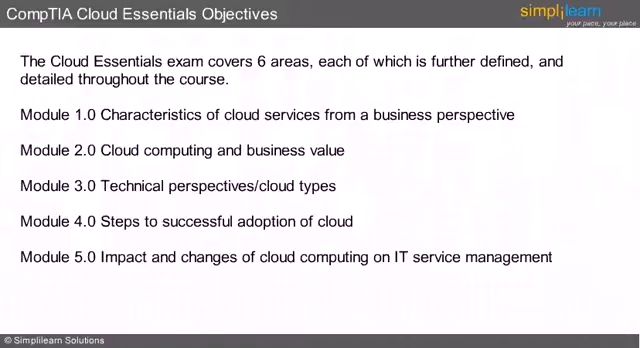 CompTIA Cloud Essentials Objectives
simplilearn
your pace, your place
The Cloud Essentials exam covers 6 areas, each of which is further defined, and
detailed throughout the course.
Module 1.0 Characteristics of cloud services from a business perspective
Module 2.0 Cloud computing and business value
Module 3.0 Technical perspectives/cloud types
Module 4.0 Steps to successful adoption of cloud
Module 5.0 Impact and changes of cloud computing on IT service management
© Simplilearn Solutions